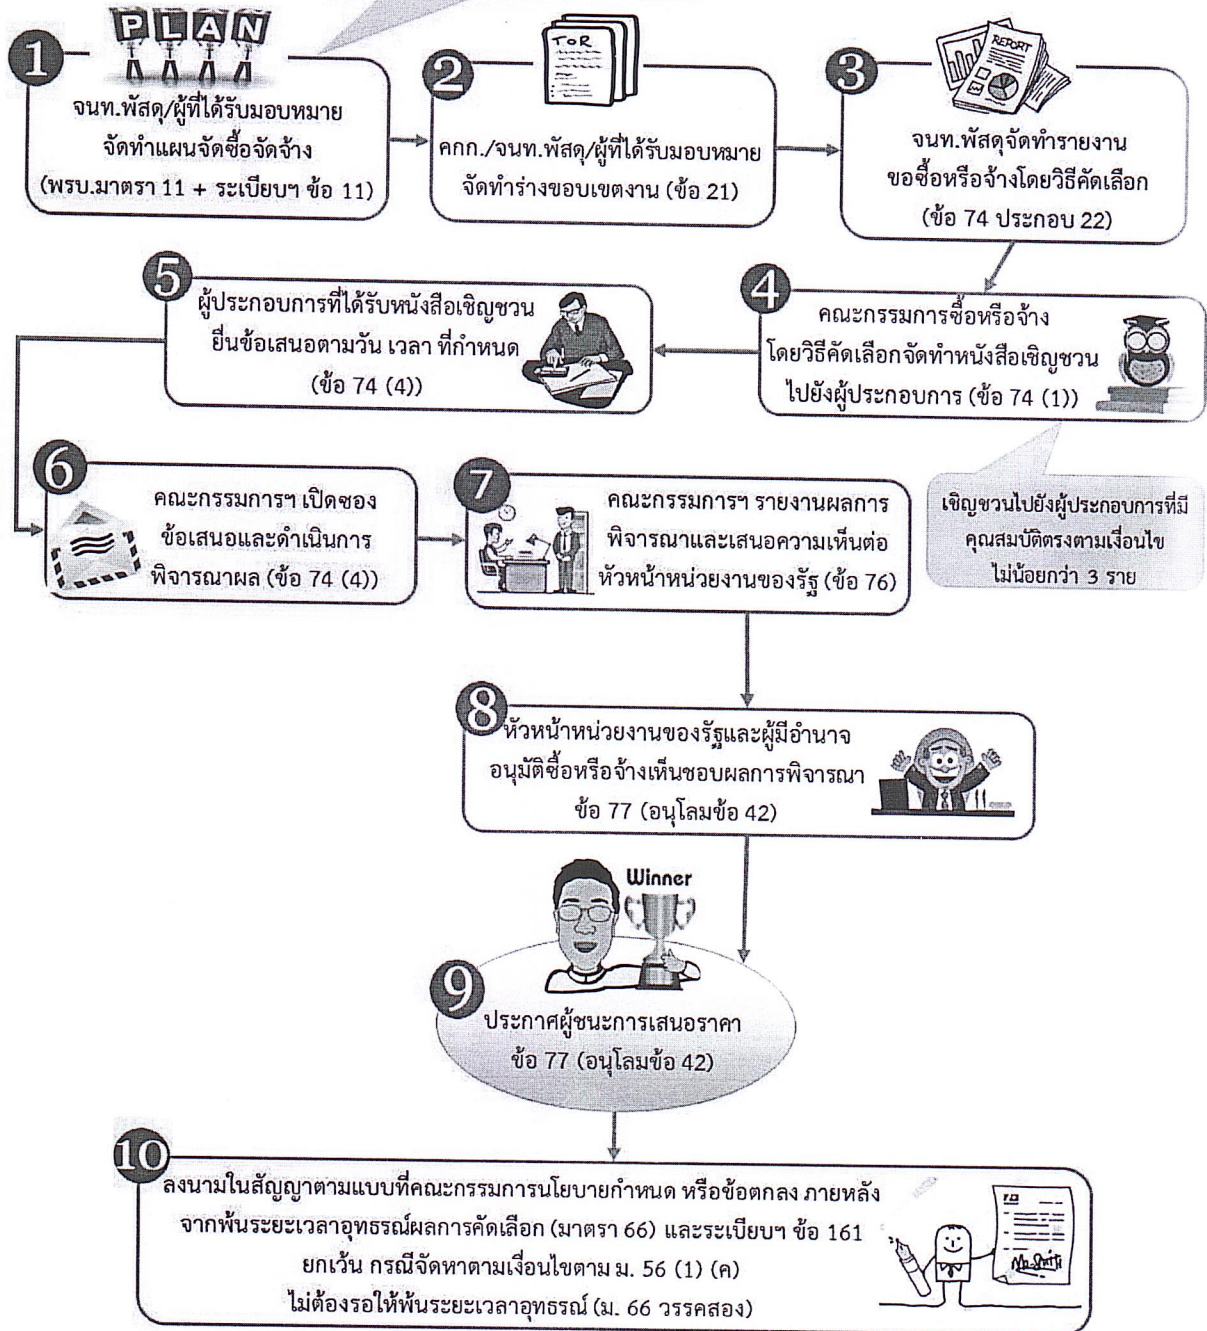 PLAN
1
จนท.พัสดุ/ผู้ที่ได้รับมอบหมาย
จัดทำแผนจัดซื้อจัดจ้าง
(พรบ.มาตรา 11 + ระเบียบฯ ข้อ 11)
TOR
2
คกก./จนท.พัสดุ/ผู้ที่ได้รับมอบหมาย
จัดทำร่างขอบเขตงาน (ข้อ 21)
REPORT
3
จนท.พัสดุจัดทำรายงาน
ขอซื้อหรือจ้างโดยวิธีคัดเลือก
(ข้อ 74 ประกอบ 22)
4
คณะกรรมการซื้อหรือจ้าง
โดยวิธีคัดเลือกจัดทำหนังสือเชิญชวน
ไปยังผู้ประกอบการ (ข้อ 74 (1))
เชิญชวนไปยังผู้ประกอบการที่มี
คุณสมบัติตรงตามเงื่อนไข
ไม่น้อยกว่า 3 ราย
5
ผู้ประกอบการที่ได้รับหนังสือเชิญชวน
ยื่นข้อเสนอตามวัน เวลา ที่กำหนด
(ข้อ 74 (4))
6
คณะกรรมการฯ เปิดซอง
ข้อเสนอและดำเนินการ
พิจารณาผล (ข้อ 74 (4))
7
คณะกรรมการฯ รายงานผลการ
พิจารณาและเสนอความเห็นต่อ
หัวหน้าหน่วยงานของรัฐ (ข้อ 76)
8
หัวหน้าหน่วยงานของรัฐและผู้มีอำนาจ
อนุมัติซื้อหรือจ้างเห็นชอบผลการพิจารณา
ข้อ 77 (อนุโลมข้อ 42)
Winner
9
ประกาศผู้ชนะการเสนอราคา
ข้อ 77 (อนุโลมข้อ 42)
10
ลงนามในสัญญาตามแบบที่คณะกรรมการนโยบายกำหนด หรือข้อตกลง ภายหลัง
จากพ้นระยะเวลาอุทธรณ์ผลการคัดเลือก (มาตรา 66) และระเบียบฯ ข้อ 161
ยกเว้น กรณีจัดหาตามเงื่อนไขตาม ม. 56 (1) (ค)
ไม่ต้องรอให้พ้นระยะเวลาอุทธรณ์ (ม. 66 วรรคสอง)